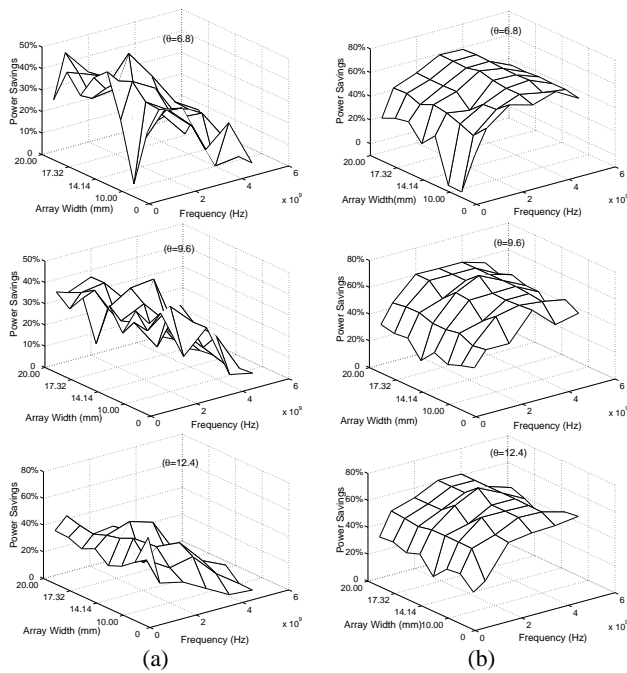 50%
40%
30%
20%
10%
0
20.00
17.32
14.14
10.00
0
0
2
4
6
x 10⁹
Power Savings
Array Width (mm)
Frequency (Hz)
(θ=6.8)
80%
60%
40%
20%
0
20.00
17.32
14.14
10.00
0
0
2
4
6
Power Savings
Array Width(mm)
Frequency (Hz)
(θ=6.8)
50%
40%
30%
20%
10%
0
20.00
17.32
14.14
10.00
0
0
2
4
6
x 10⁹
Power Savings
Array Width (mm)
Frequency (Hz)
(θ=9.6)
80%
60%
40%
20%
0
20.00
17.32
14.14
10.00
0
0
2
4
6
Power Savings
Array Width (mm)
Frequency (Hz)
(θ=9.6)
80%
60%
40%
20%
0
20.00
17.32
14.14
10.00
0
0
2
4
6
x 10⁹
Power Savings
Array Width (mm)
Frequency (Hz)
(θ=12.4)
80%
60%
40%
20%
0
20.00
17.32
14.14
10.00
0
0
2
4
6
Power Savings
Array Width (mm)
Frequency (Hz)
(θ=12.4)
(a)
(b)